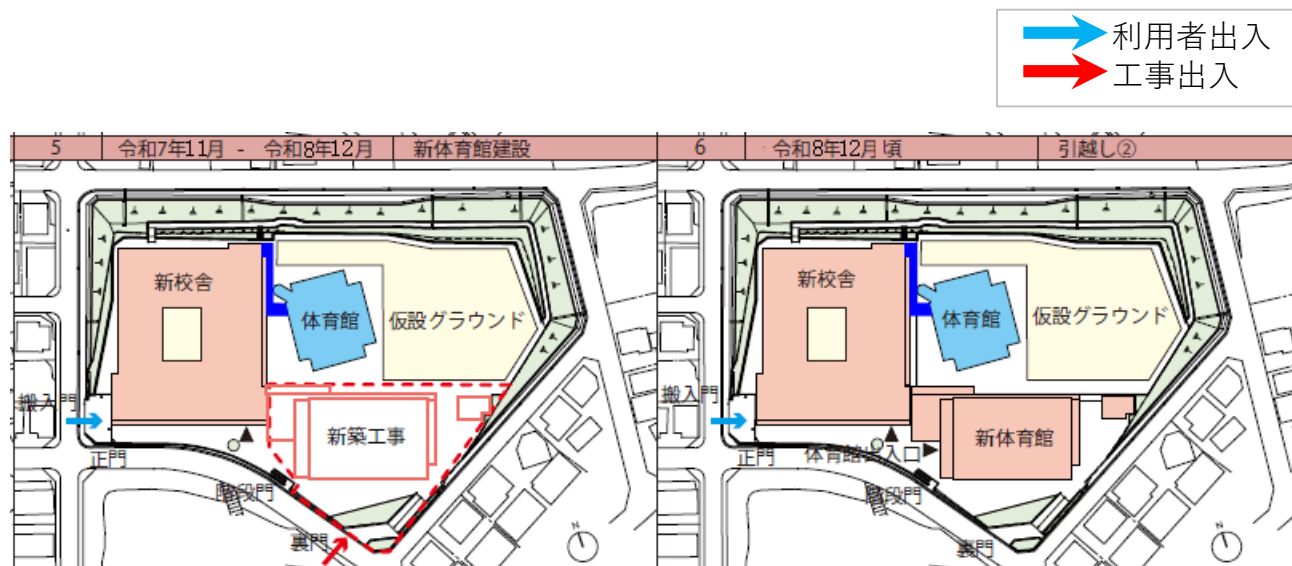 利用者出入
工事出入
5 令和7年11月 - 令和8年12月 新体育館建設
6 令和8年12月頃 引越し②
新校舎
体育館
仮設グラウンド
新築工事
搬入門
正門
階段門
裏門
N
新校舎
体育館
仮設グラウンド
新体育館
体育館出入口
搬入門
正門
階段門
裏門
N